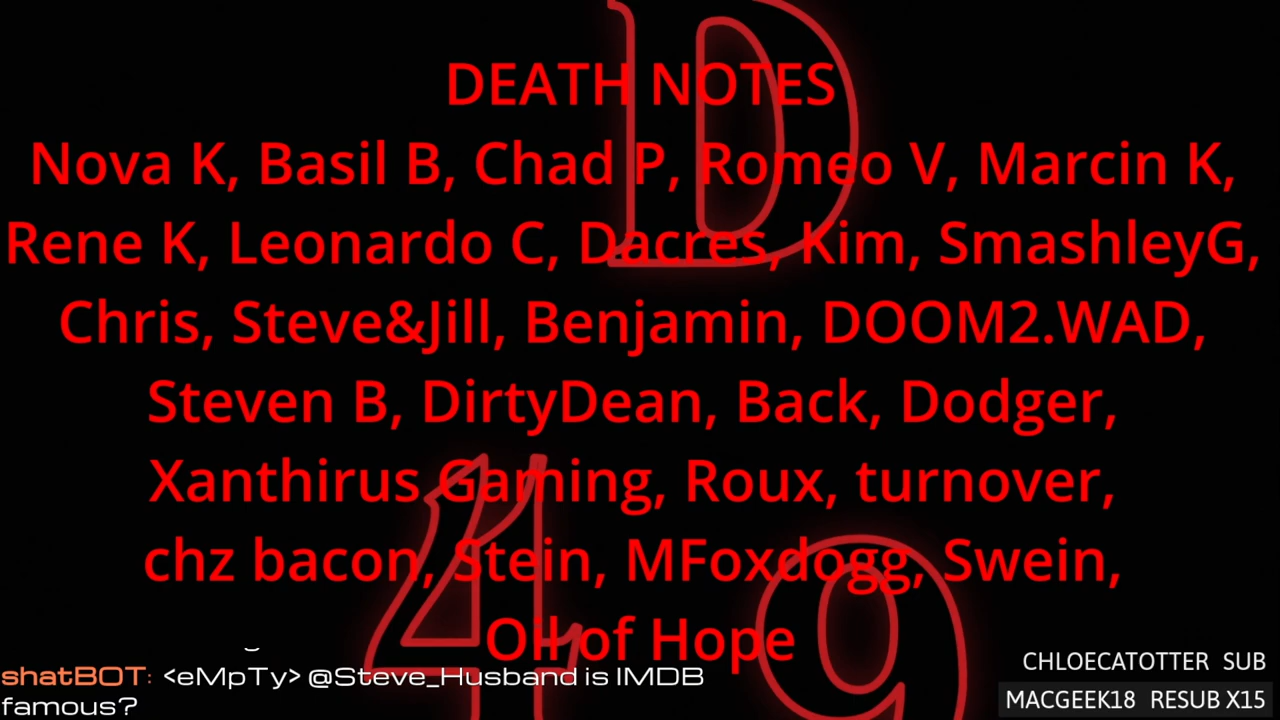 D
DEATH NOTES
Nova K, Basil B, Chad P, Romeo V, Marcin K,
Rene K, Leonardo C, Dacres, Kim, SmashleyG,
Chris, Steve&Jill, Benjamin, DOOM2.WAD,
Steven B, DirtyDean, Back, Dodger,
Xanthirus Gaming, Roux, turnover,
chz bacon, Stein, MFoxdogg, Swein,
Oil of Hope
49
shatBOT: <eMpTy> @Steve_Husband is IMDB
famous?
CHLOECATOTTER SUB
MACGEEK18 RESUB X15